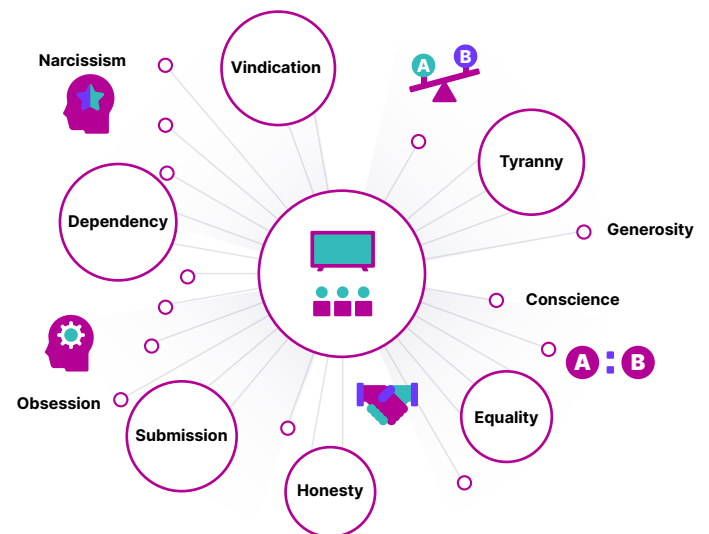 Narcissism
Vindication
A
B
Tyranny
Dependency
Generosity
Conscience
A : B
Obsession
Submission
Equality
Honesty